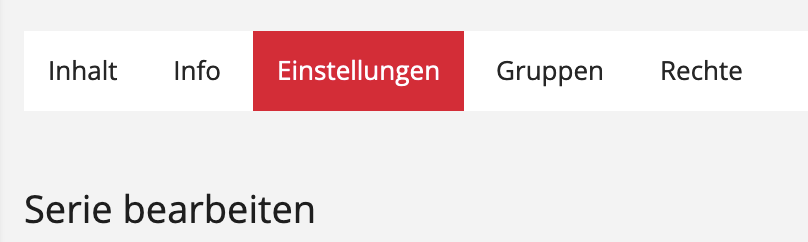 Inhalt Info Einstellungen Gruppen Rechte
Serie bearbeiten